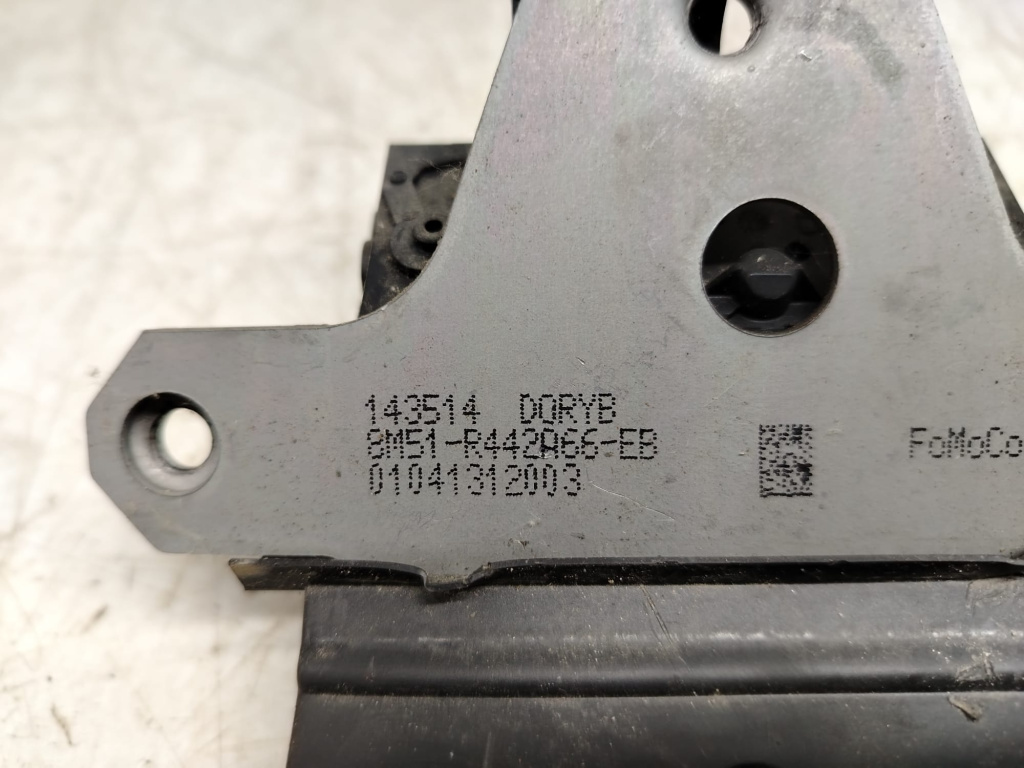 143514 DQRYB
8M51-R442A66-EB
01041312003
FoMoCo